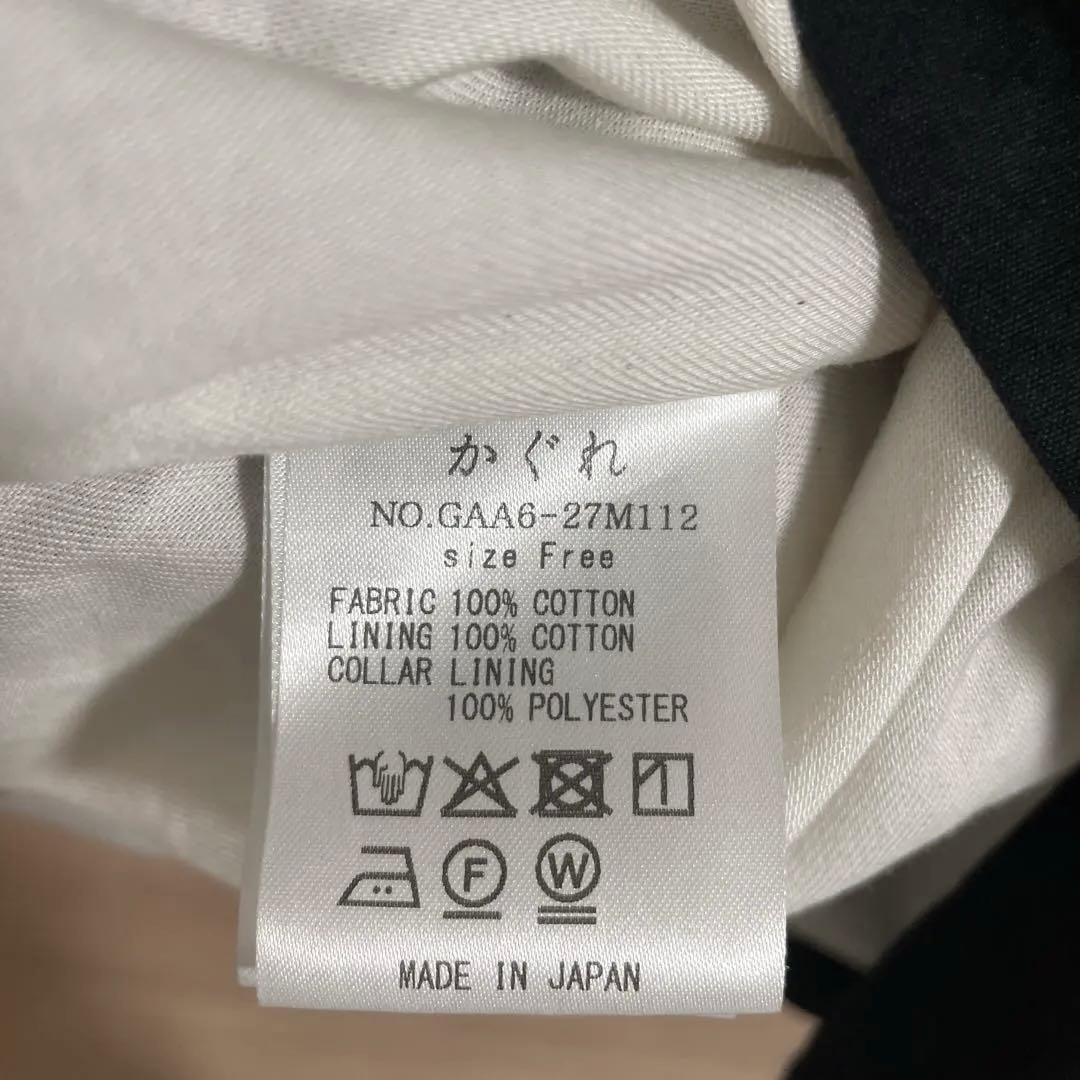 かぐれ
NO.GAA6-27M112
size Free
FABRIC 100% COTTON
LINING 100% COTTON
COLLAR LINING
100% POLYESTER
F W
MADE IN JAPAN